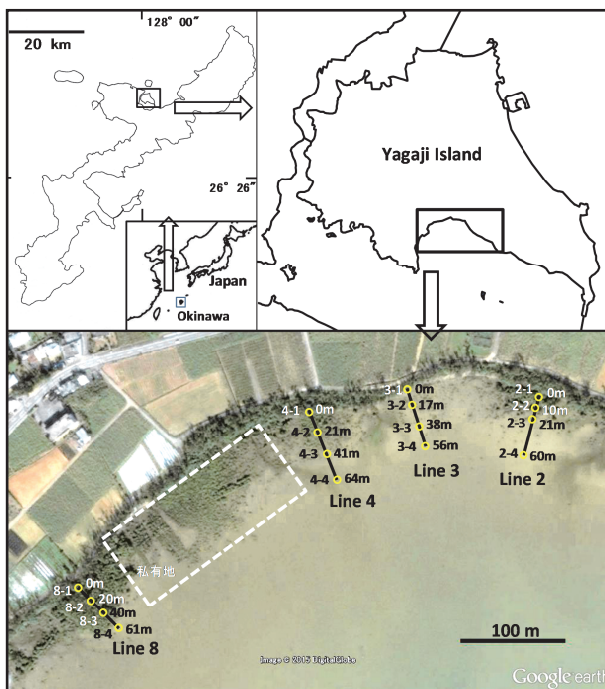 128° 00″
20 km
26° 26″
Japan
Okinawa
Yagaji Island
4-1 0m
4-2 21m
4-3 41m
4-4 64m
Line 4
3-1 0m
3-2 17m
3-3 38m
3-4 56m
Line 3
2-1 0m
2-2 10m
2-3 21m
2-4 60m
Line 2
私有地
8-1 0m
8-2 20m
8-3 40m
8-4 61m
Line 8
100 m
Image © 2015 DigitalGlobe
Google earth